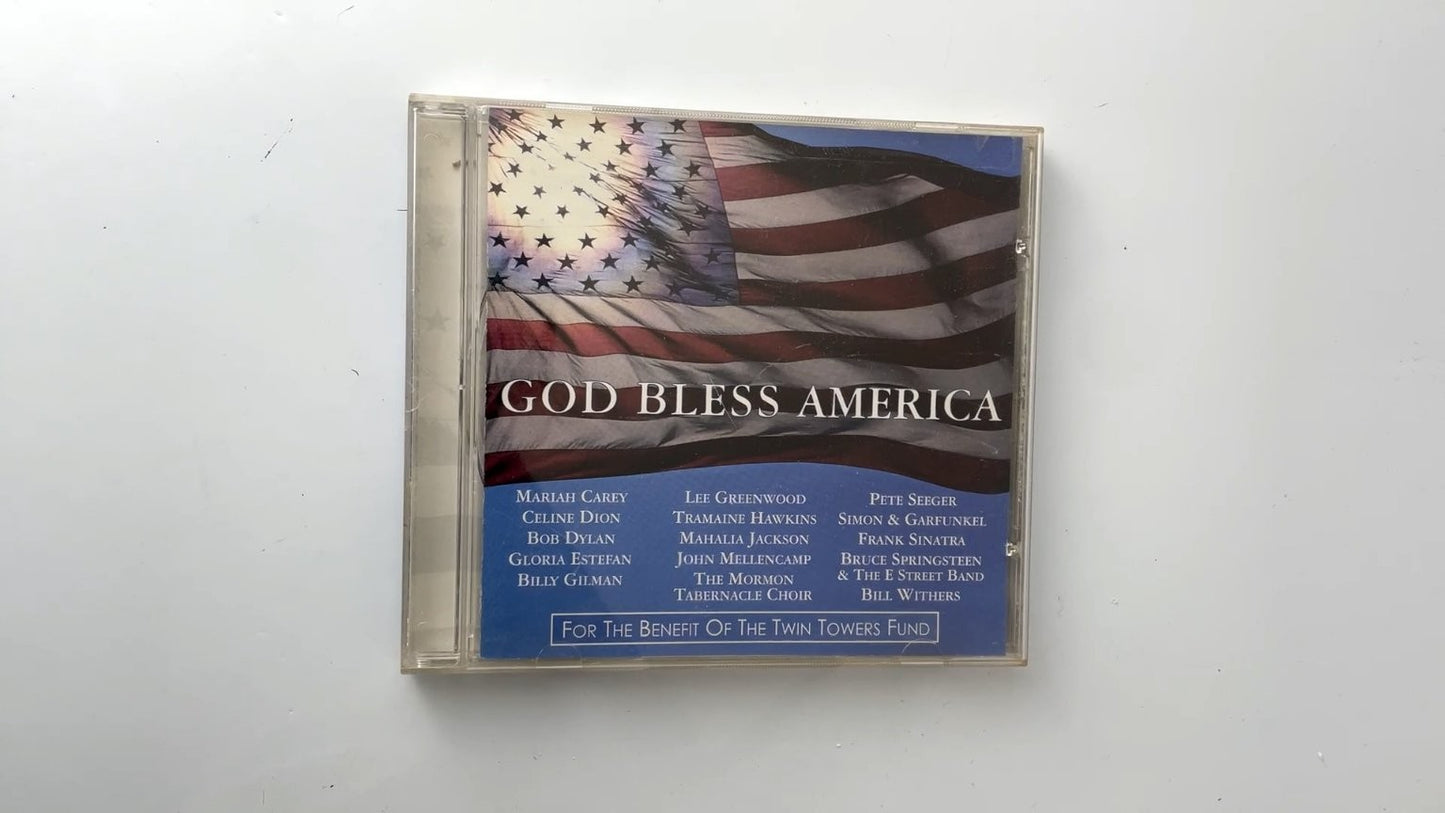 GOD BLESS AMERICA
MARIAH CAREY
CELINE DION
BOB DYLAN
GLORIA ESTEFAN
BILLY GILMAN
LEE GREENWOOD
TRAMAINE HAWKINS
MAHALIA JACKSON
JOHN MELLENCAMP
THE MORMON
TABERNACLE CHOIR
PETE SEEGER
SIMON & GARFUNKEL
FRANK SINATRA
BRUCE SPRINGSTEEN
& THE E STREET BAND
BILL WITHERS
FOR THE BENEFIT OF THE TWIN TOWERS FUND